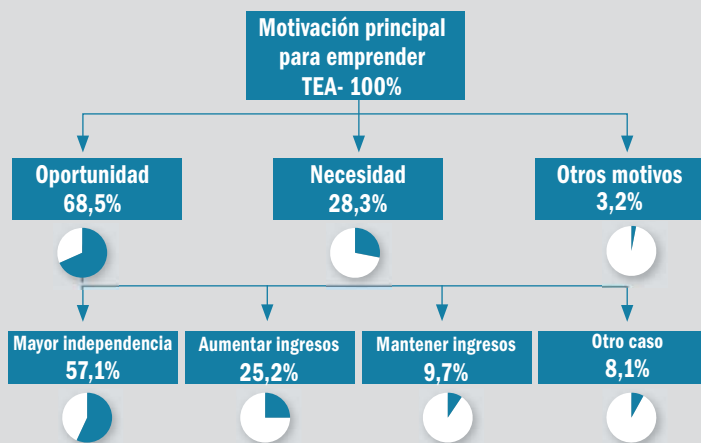 Motivación principal
para emprender
TEA- 100%
Oportunidad
68,5%
Necesidad
28,3%
Otros motivos
3,2%
Mayor independencia
57,1%
Aumentar ingresos
25,2%
Mantener ingresos
9,7%
Otro caso
8,1%